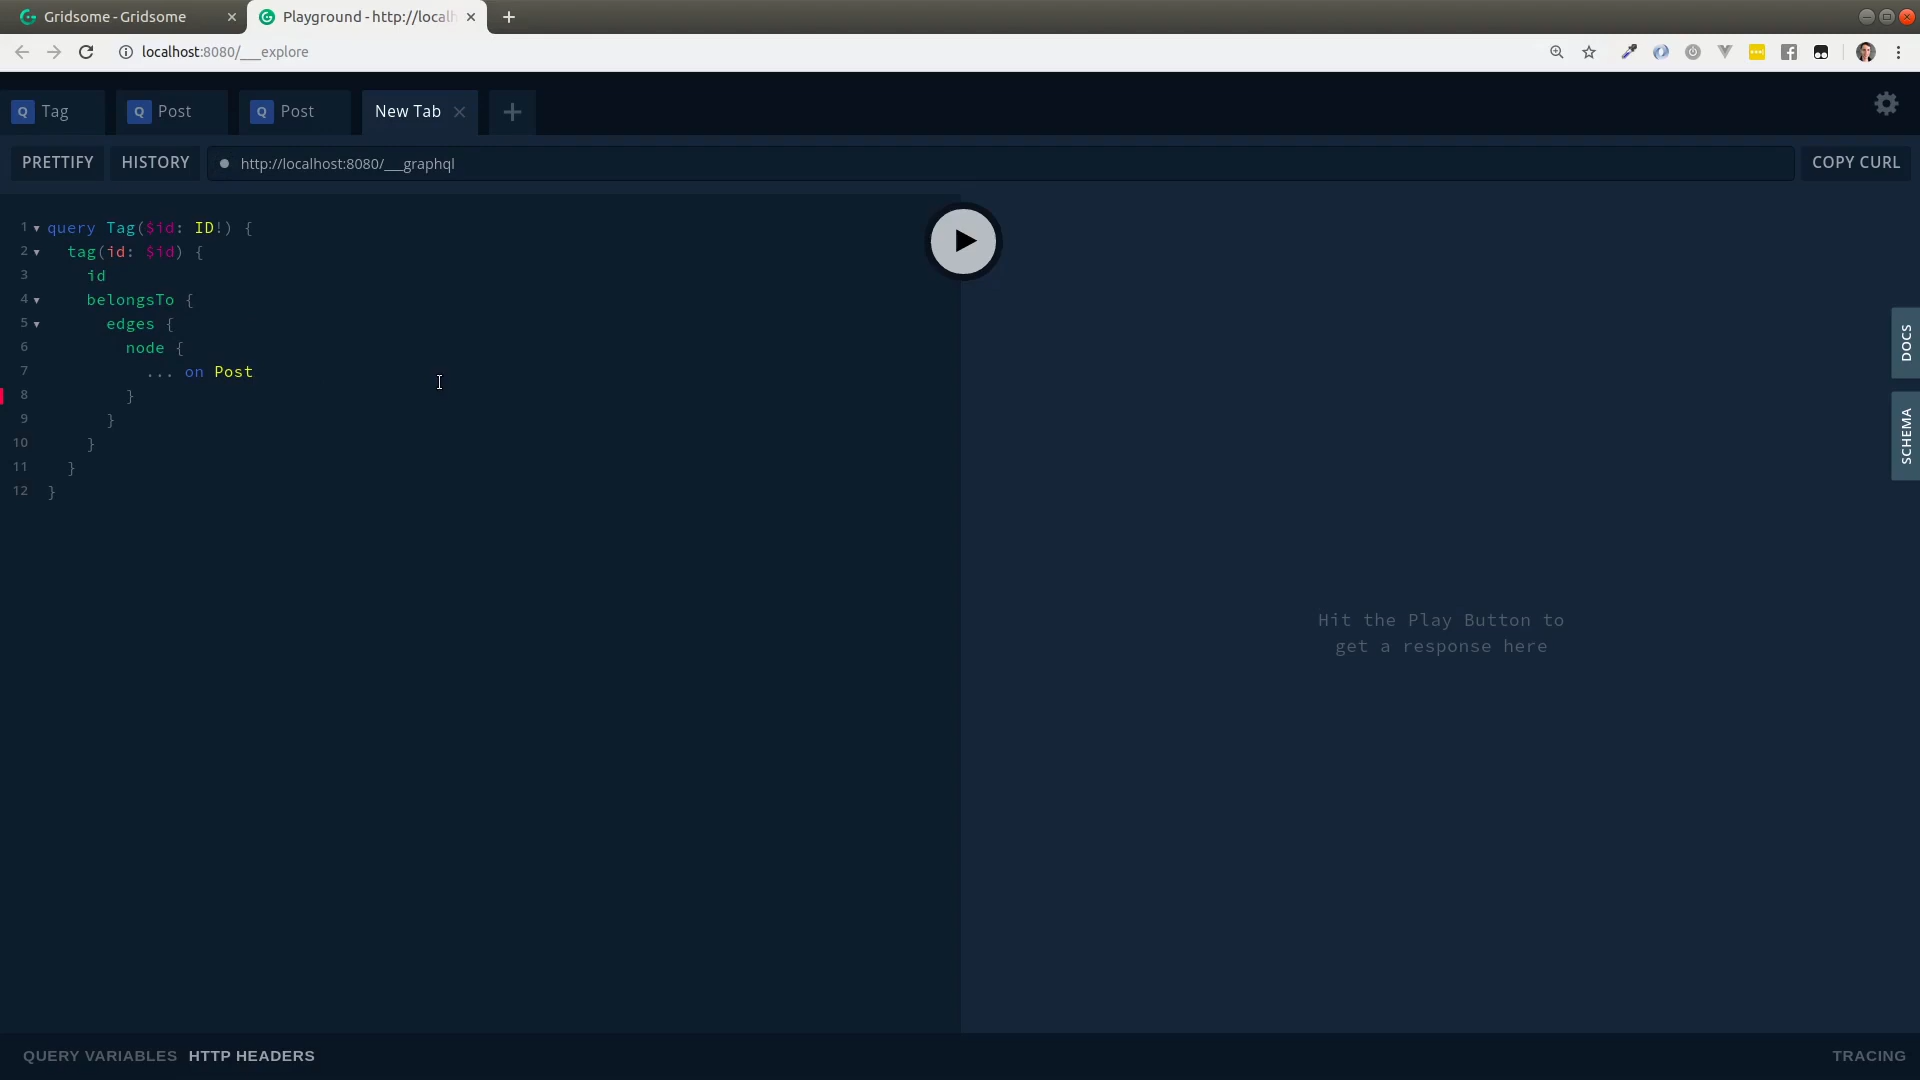 Gridsome - Gridsome
Playground - http://localh
localhost:8080/___explore
Q Tag
Q Post
Q Post
New Tab
PRETTIFY
HISTORY
http://localhost:8080/___graphql
COPY CURL
1 query Tag($id: ID!) {
2 tag(id: $id) {
3 id
4 belongsTo {
5 edges {
6 node {
7 ... on Post
8 }
9 }
10 }
11 }
12 }
Hit the Play Button to
get a response here
DOCS
SCHEMA
QUERY VARIABLES
HTTP HEADERS
TRACING